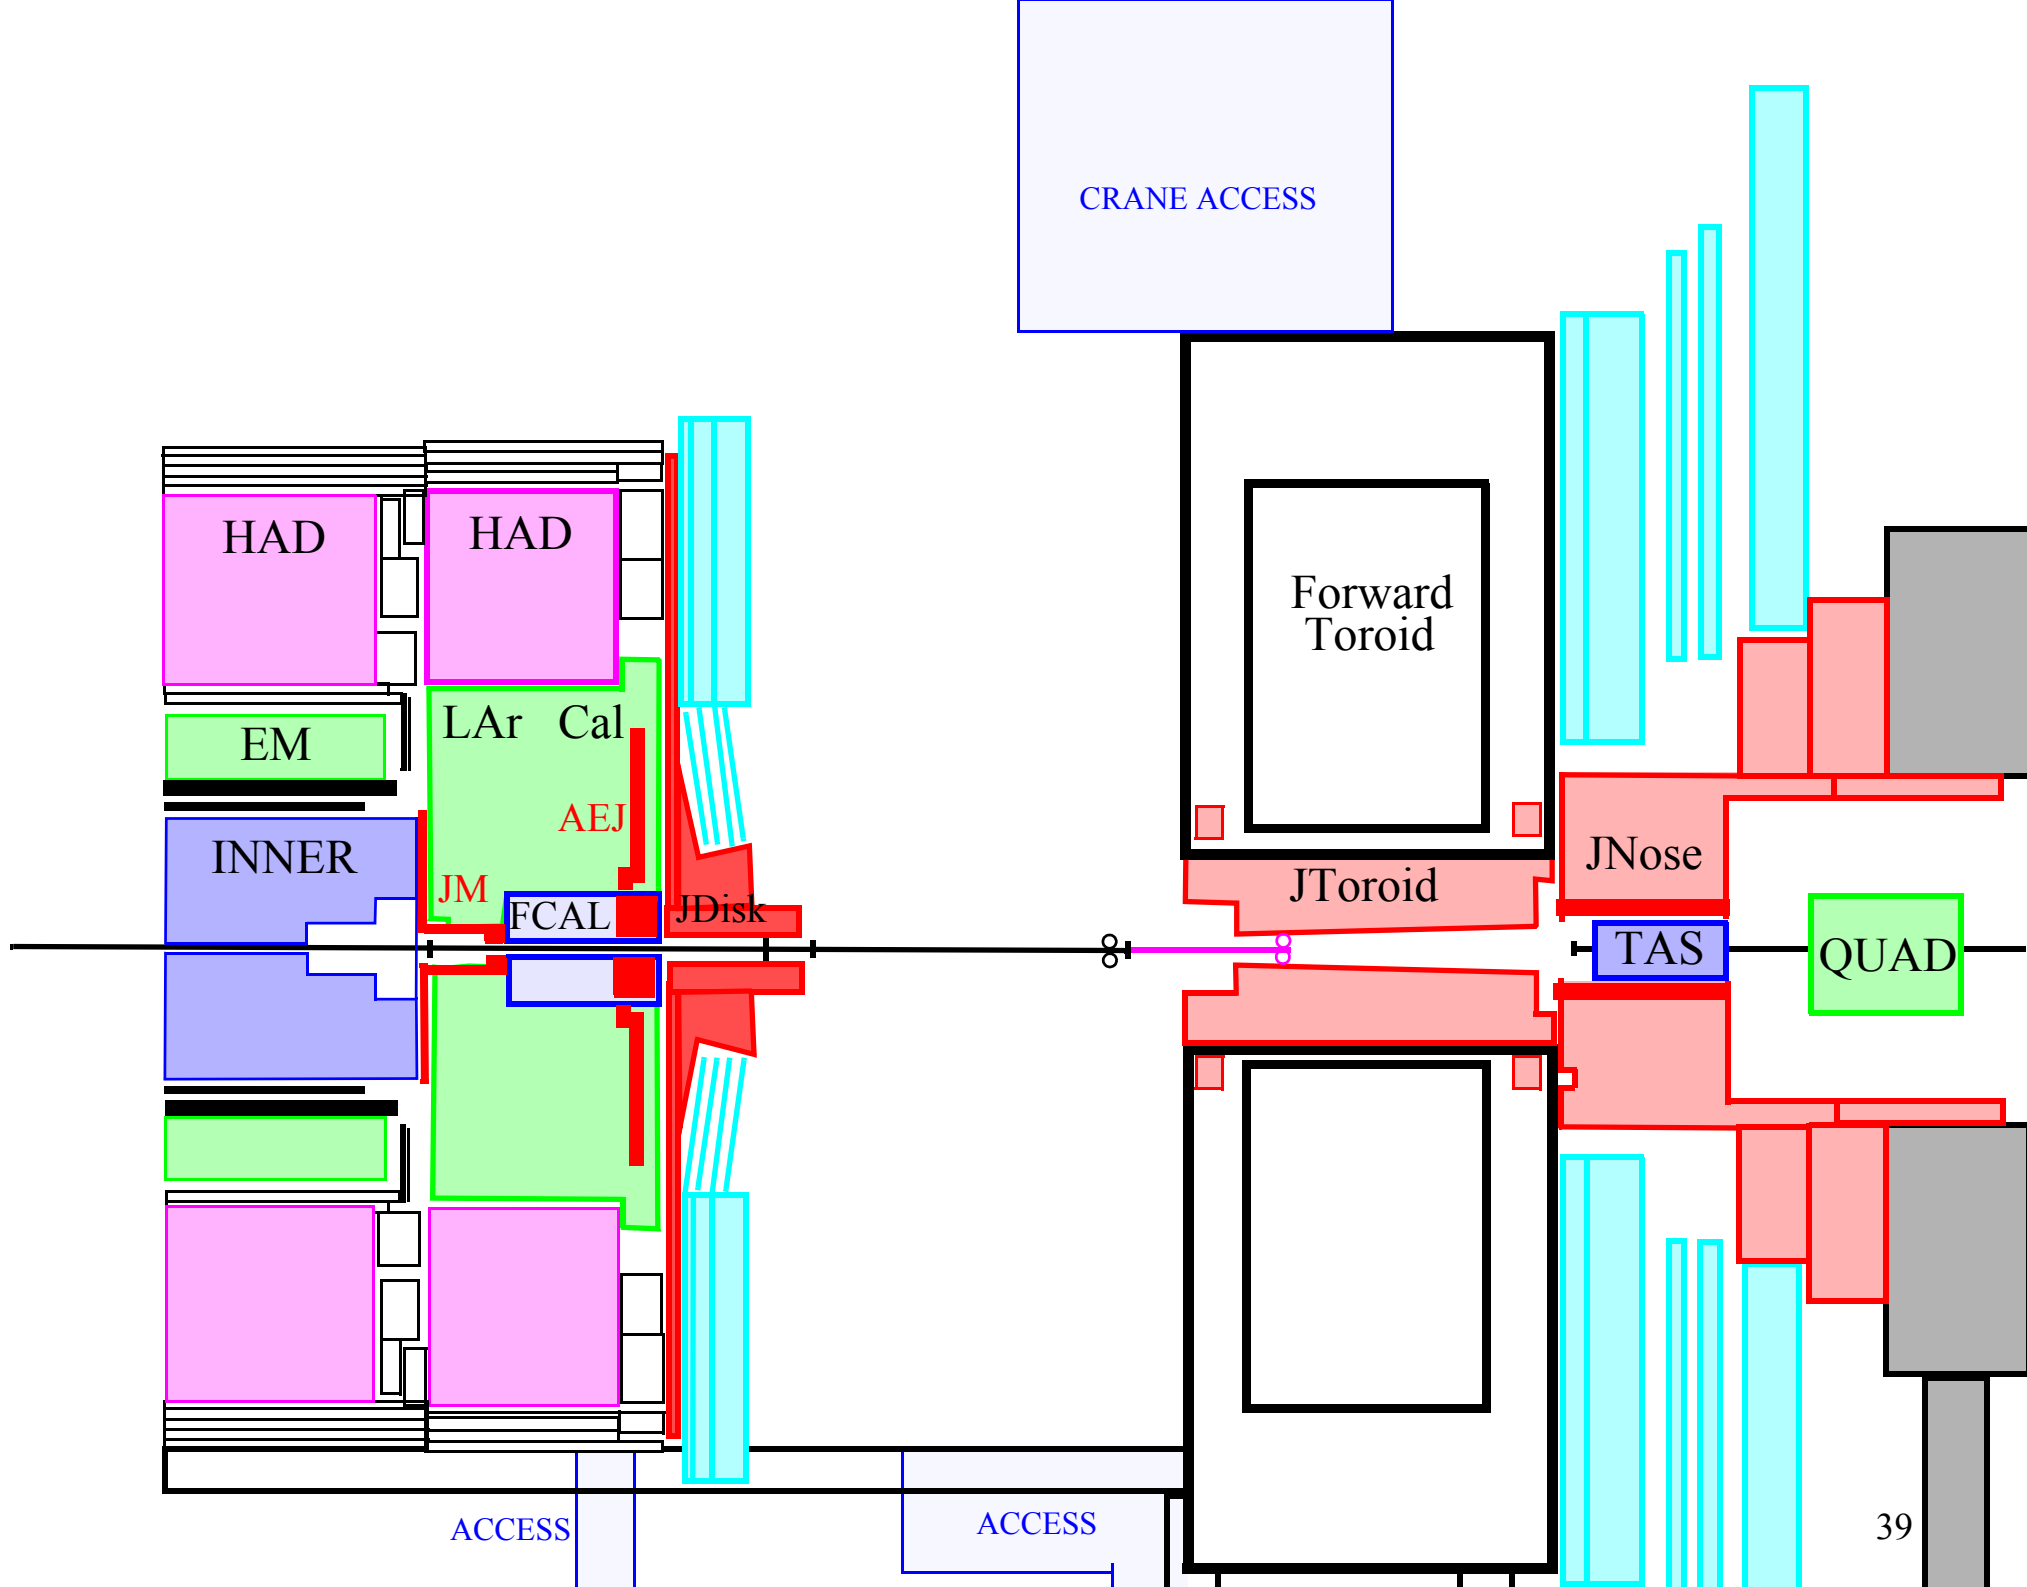 CRANE ACCESS
HAD
HAD
Forward
Toroid
LAr Cal
EM
AEJ
INNER
JM
FCAL
JDisk
JToroid
JNose
TAS
QUAD
ACCESS
ACCESS
39